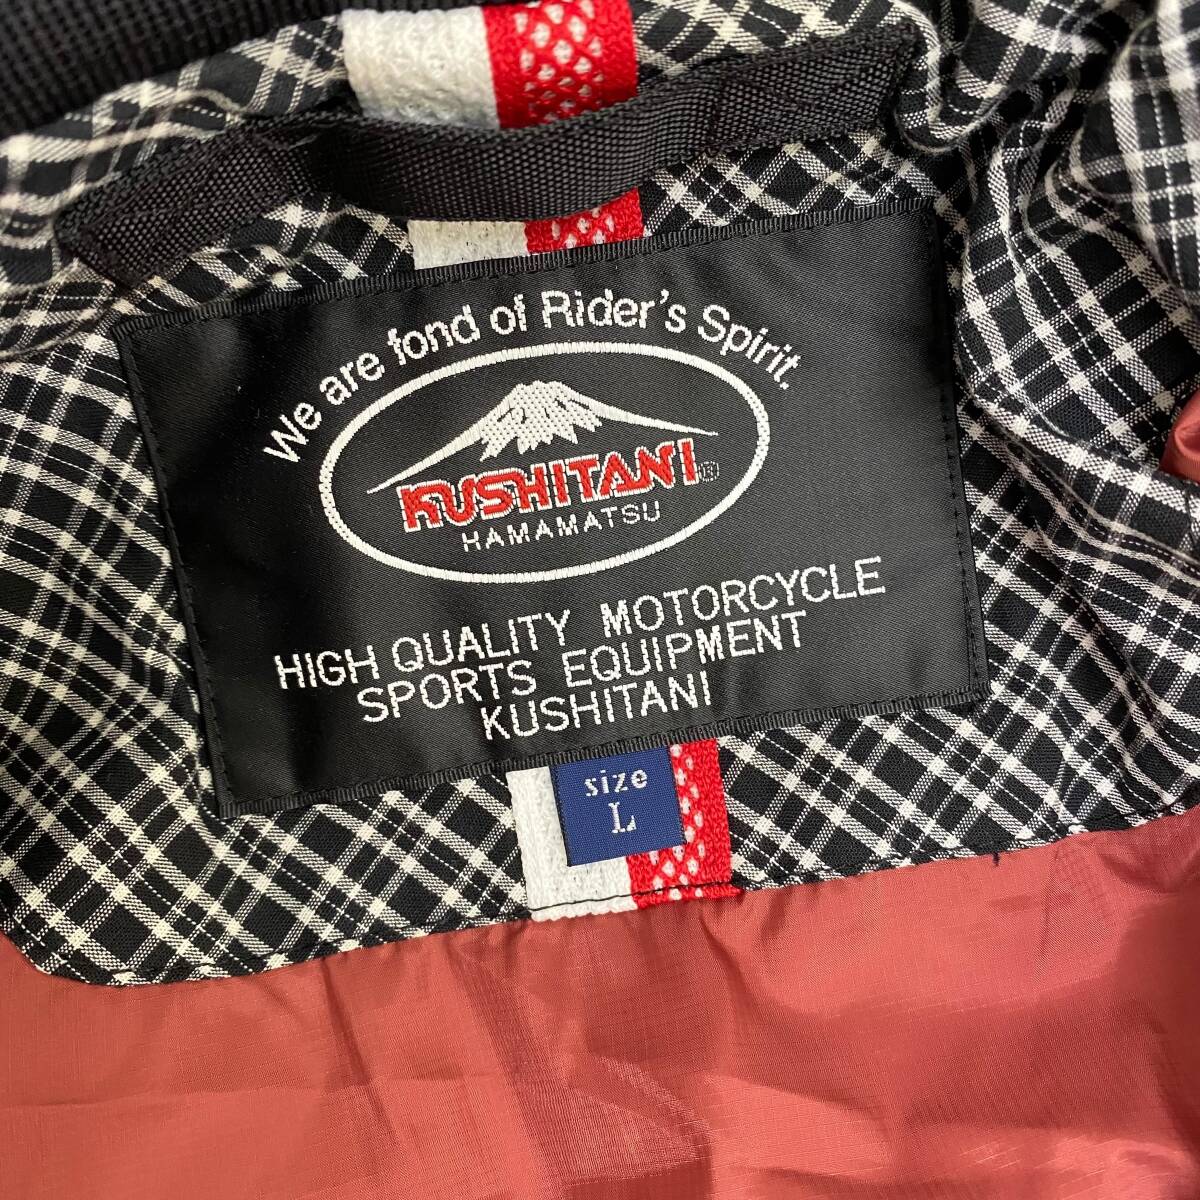 We are fond of Rider's Spirit.
KUSHITANI®
HAMAMATSU
HIGH QUALITY MOTORCYCLE
SPORTS EQUIPMENT
KUSHITANI
size
L